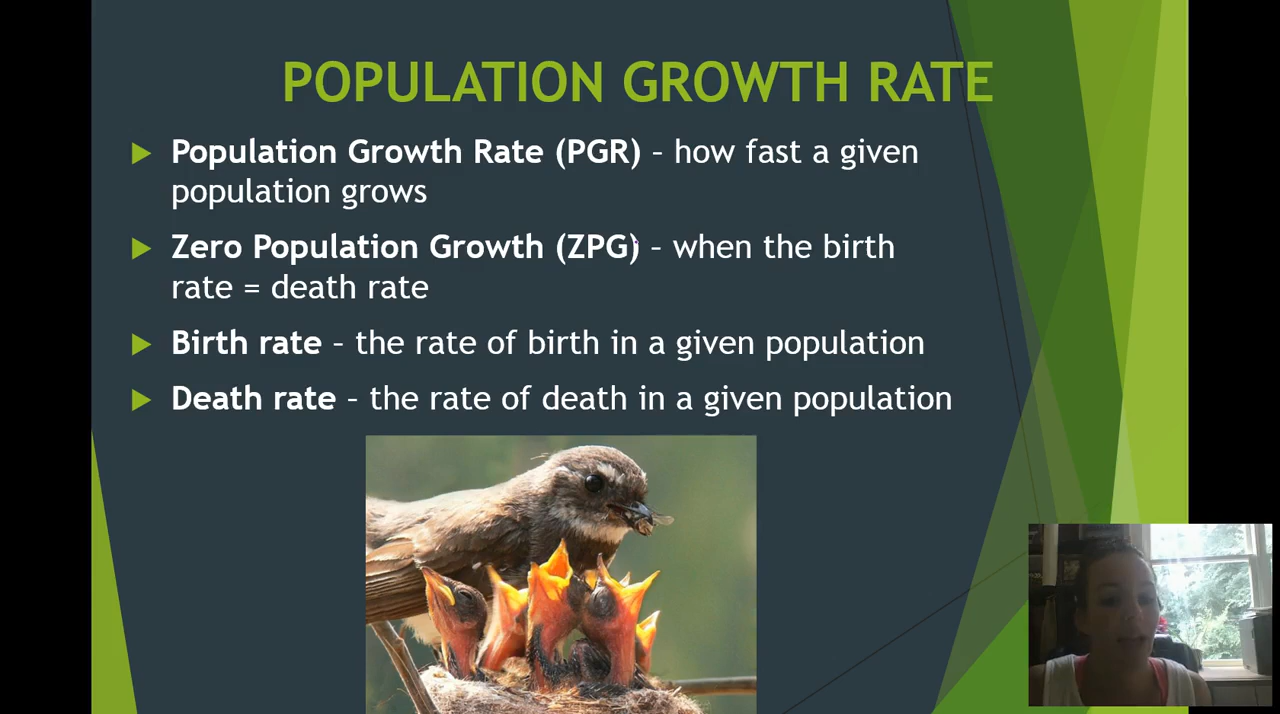 POPULATION GROWTH RATE
Population Growth Rate (PGR) – how fast a given
population grows
Zero Population Growth (ZPG) – when the birth
rate = death rate
Birth rate – the rate of birth in a given population
Death rate – the rate of death in a given population